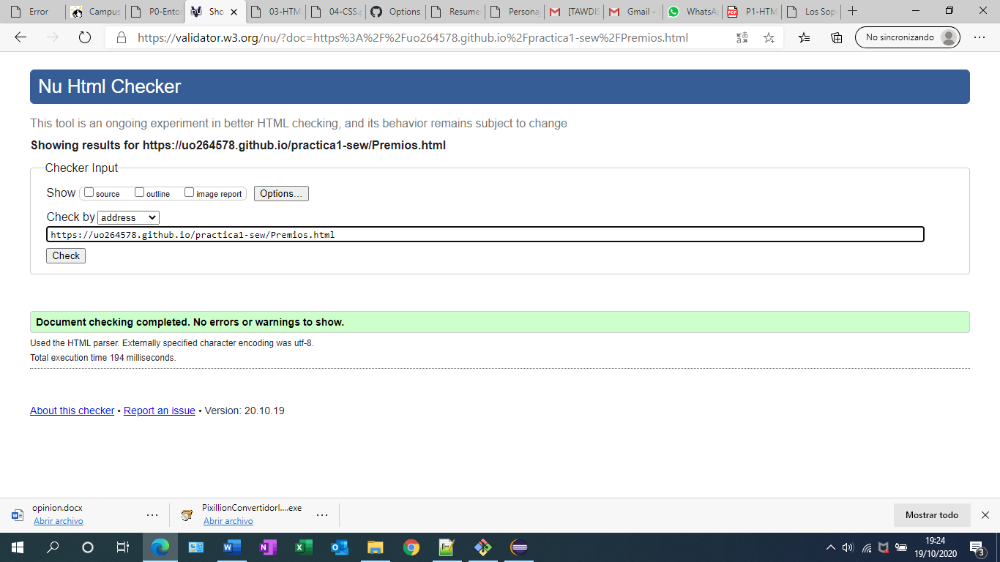 Error
Campus
P0-Ento
Sho
03-HTM
04-CSS.p
Options
Resume
Persona
[TAWDIS
Gmail -
WhatsA
P1-HTM
Los Sop
https://validator.w3.org/nu/?doc=https%3A%2F%2Fuo264578.github.io%2Fpractica1-sew%2FPremios.html
No sincronizando
Nu Html Checker
This tool is an ongoing experiment in better HTML checking, and its behavior remains subject to change
Showing results for https://uo264578.github.io/practica1-sew/Premios.html
Checker Input
Show source outline image report Options...
Check by address
https://uo264578.github.io/practica1-sew/Premios.html
Check
Document checking completed. No errors or warnings to show.
Used the HTML parser. Externally specified character encoding was utf-8.
Total execution time 194 milliseconds.
About this checker • Report an issue • Version: 20.10.19
opinion.docx
Abrir archivo
PixillionConvertidorI....exe
Abrir archivo
Mostrar todo
19:24
19/10/2020
3